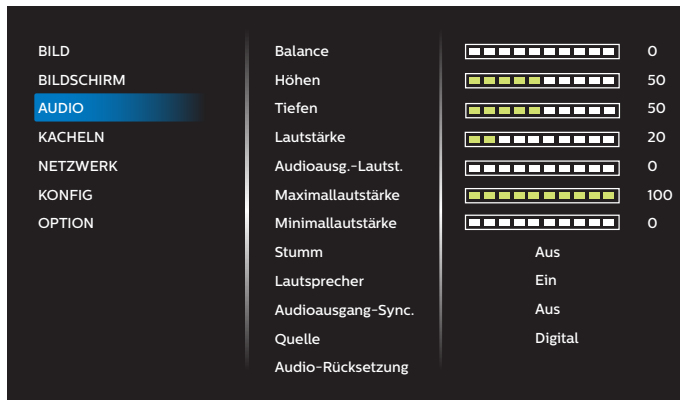 BILD
BILDSCHIRM
AUDIO
KACHELN
NETZWERK
KONFIG
OPTION
Balance 0
Höhen 50
Tiefen 50
Lautstärke 20
Audioausg.-Lautst. 0
Maximallautstärke 100
Minimallautstärke 0
Stumm Aus
Lautsprecher Ein
Audioausgang-Sync. Aus
Quelle Digital
Audio-Rücksetzung